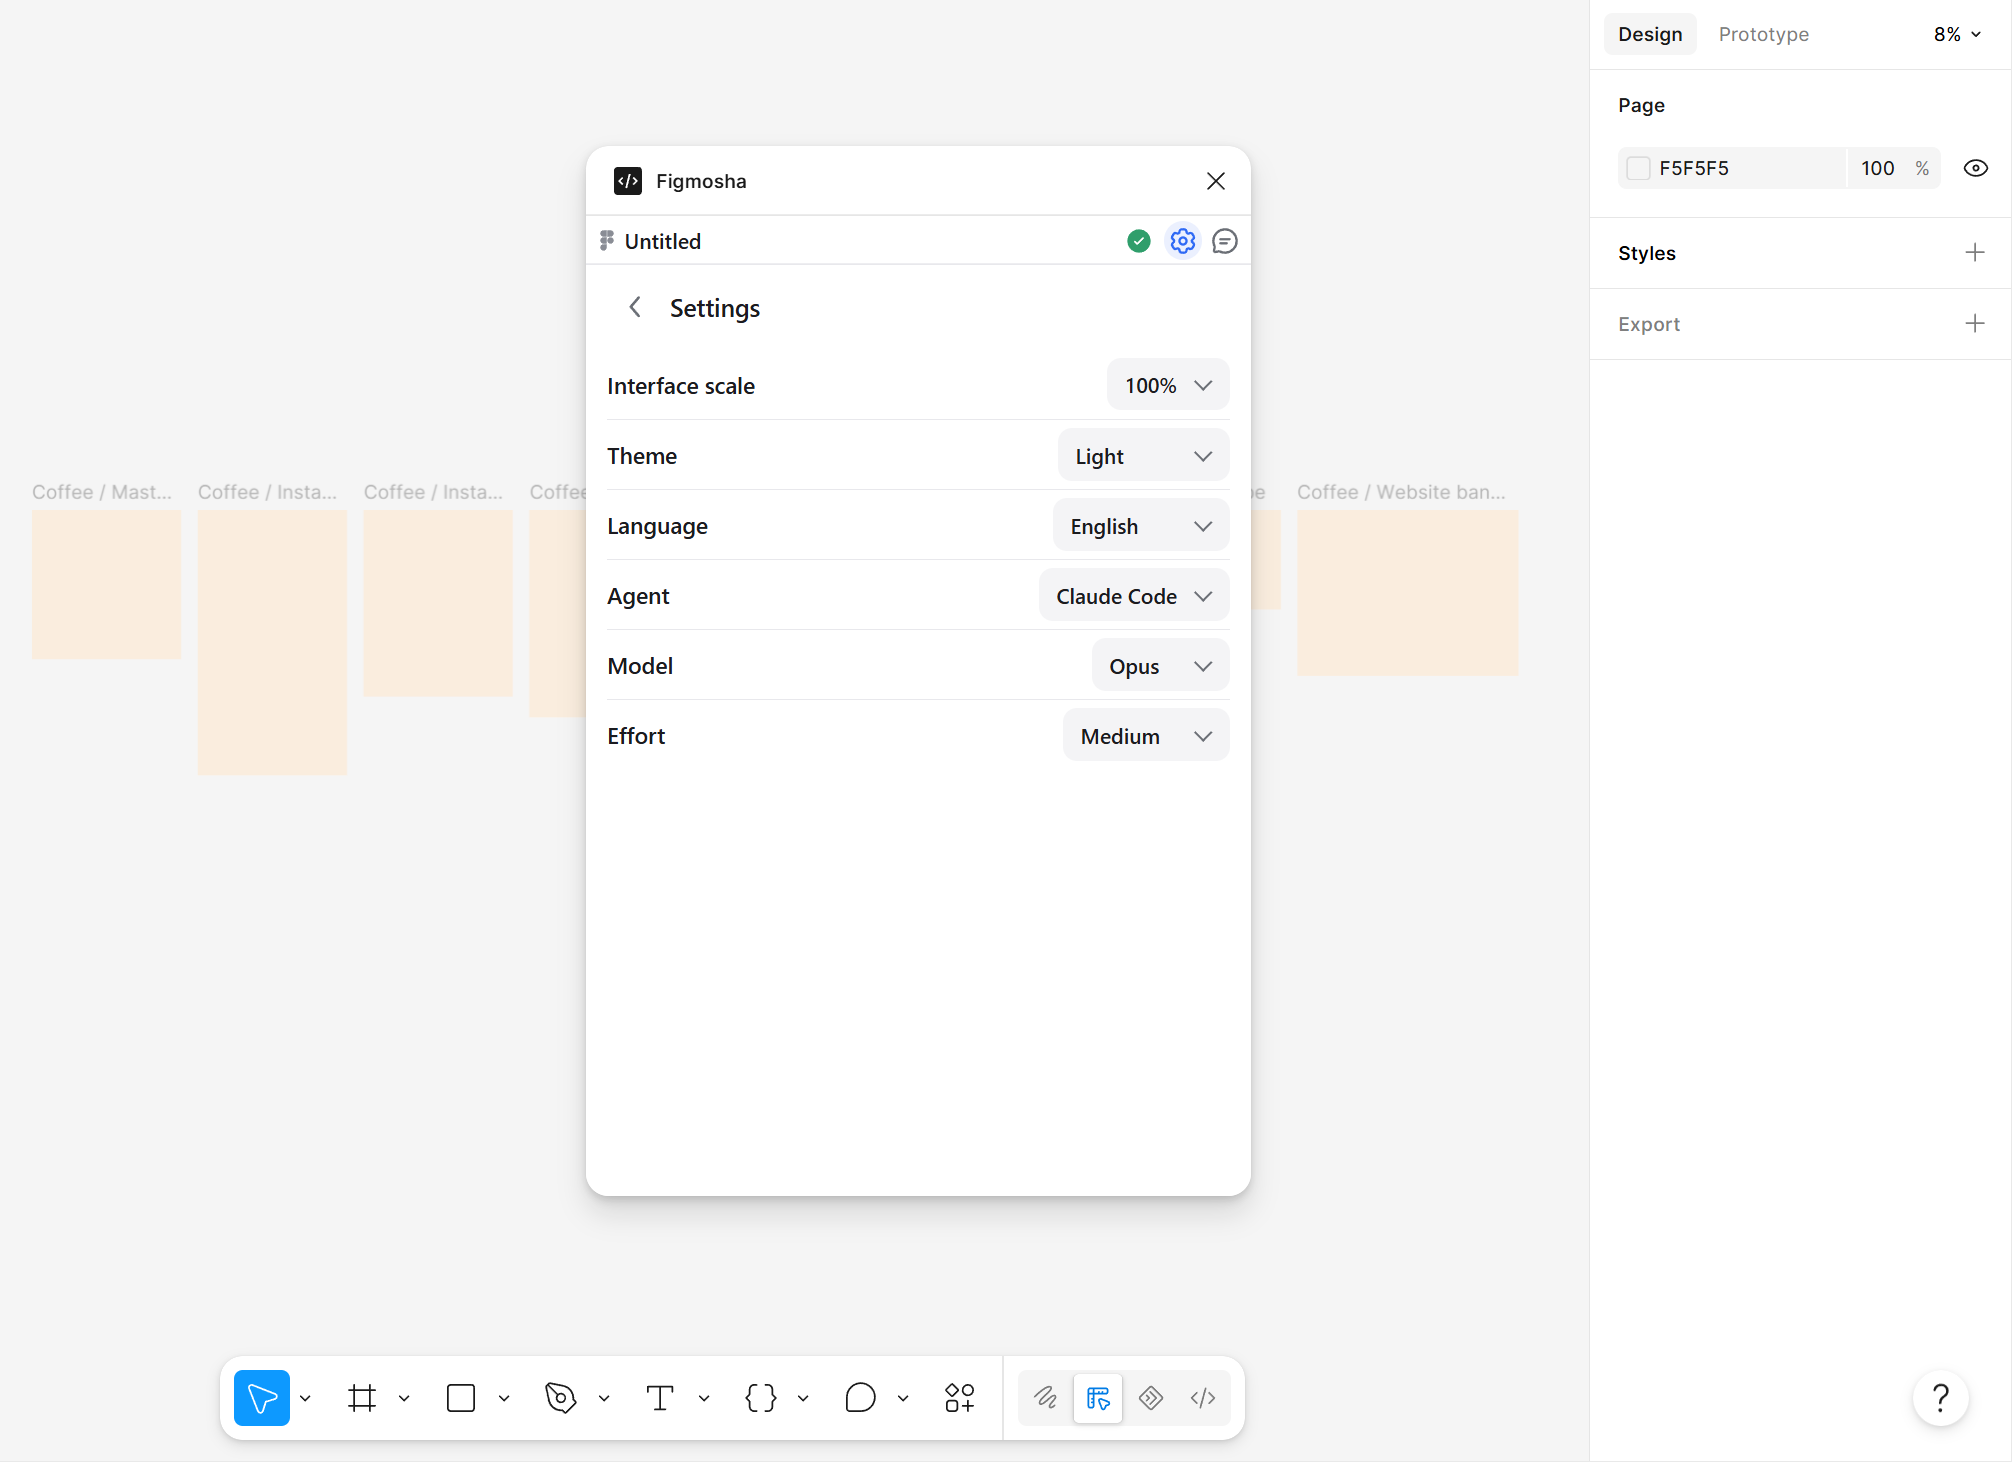 Design
Prototype
8%
Page
F5F5F5
100
%
Styles
Export
Figmosha
Untitled
Settings
Interface scale
100%
Theme
Light
Language
English
Agent
Claude Code
Model
Opus
Effort
Medium
Coffee / Mast...
Coffee / Insta...
Coffee / Insta...
Coffee
Coffee / Website ban...
?